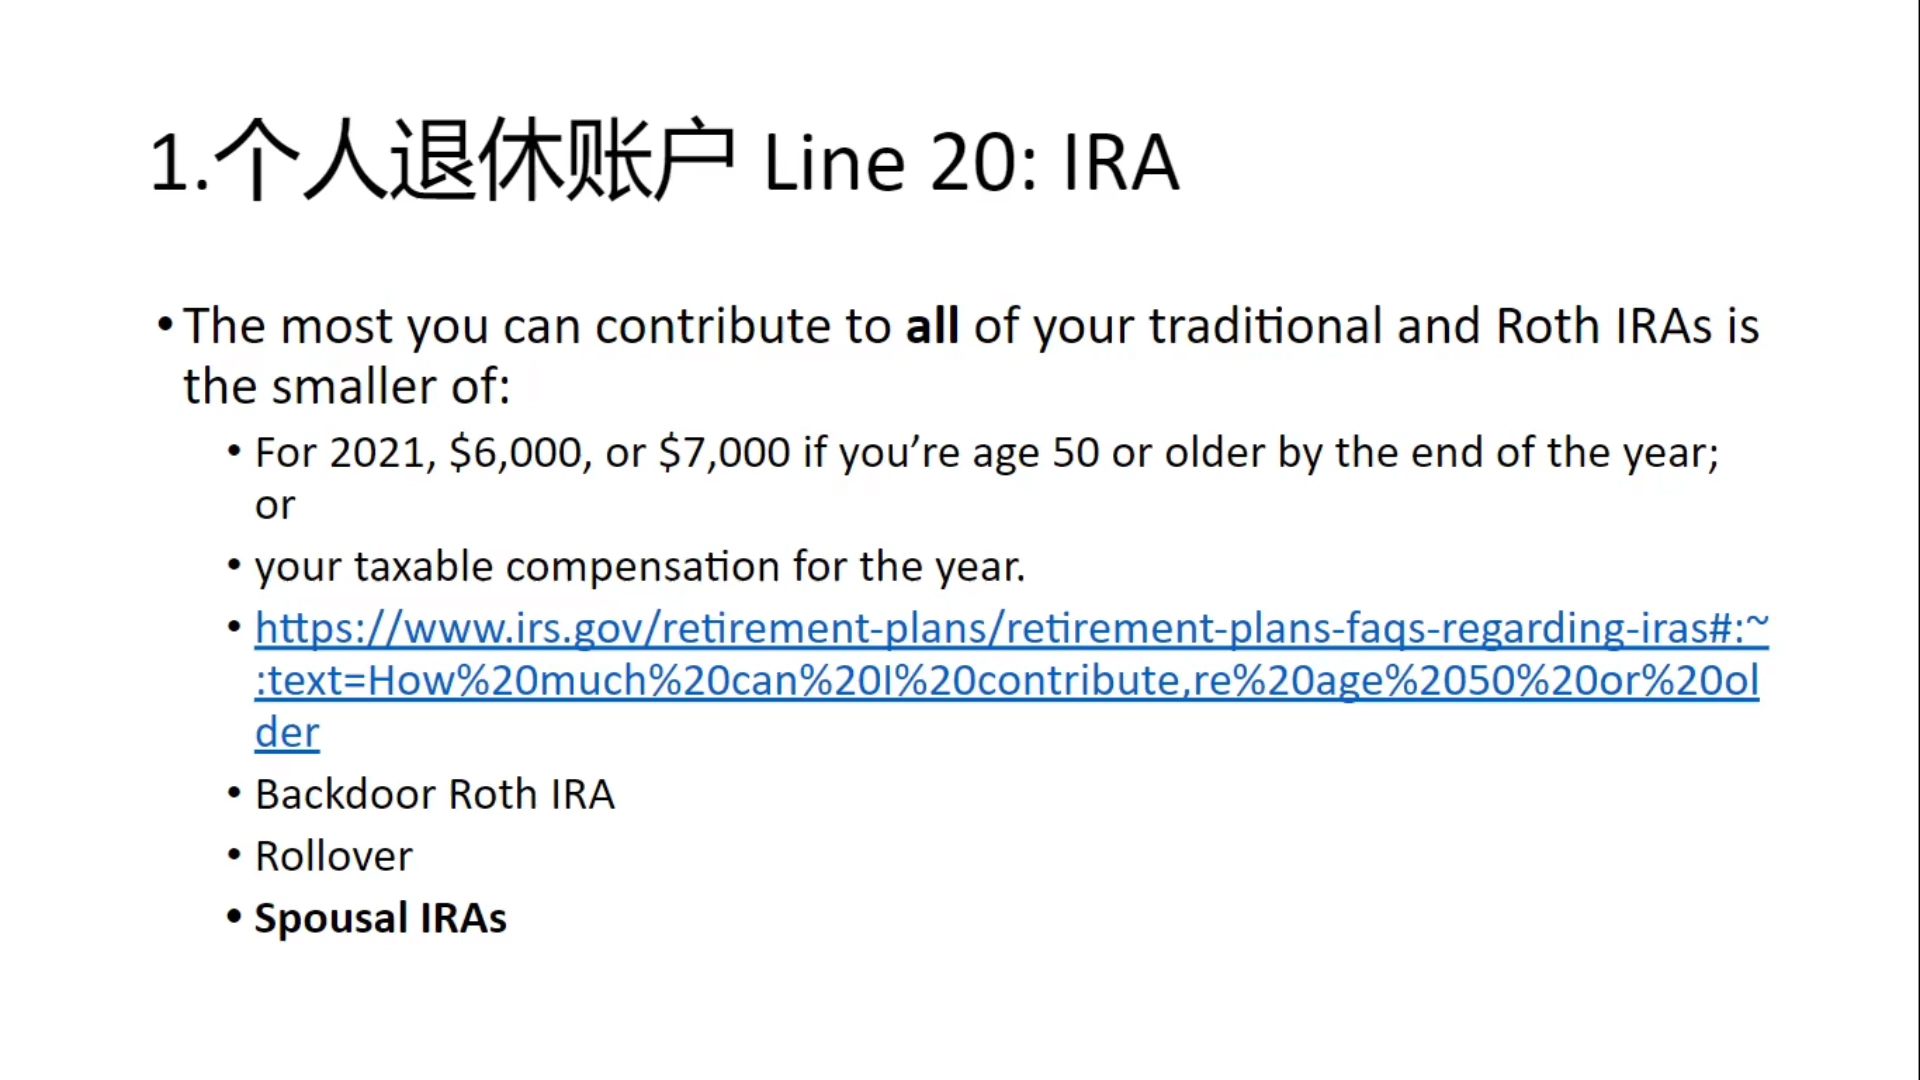 1.个人退休账户 Line 20: IRA
• The most you can contribute to all of your traditional and Roth IRAs is
the smaller of:
• For 2021, $6,000, or $7,000 if you’re age 50 or older by the end of the year;
or
• your taxable compensation for the year.
• https://www.irs.gov/retirement-plans/retirement-plans-faqs-regarding-iras#:~
:text=How%20much%20can%20I%20contribute,re%20age%2050%20or%20ol
der
• Backdoor Roth IRA
• Rollover
• Spousal IRAs